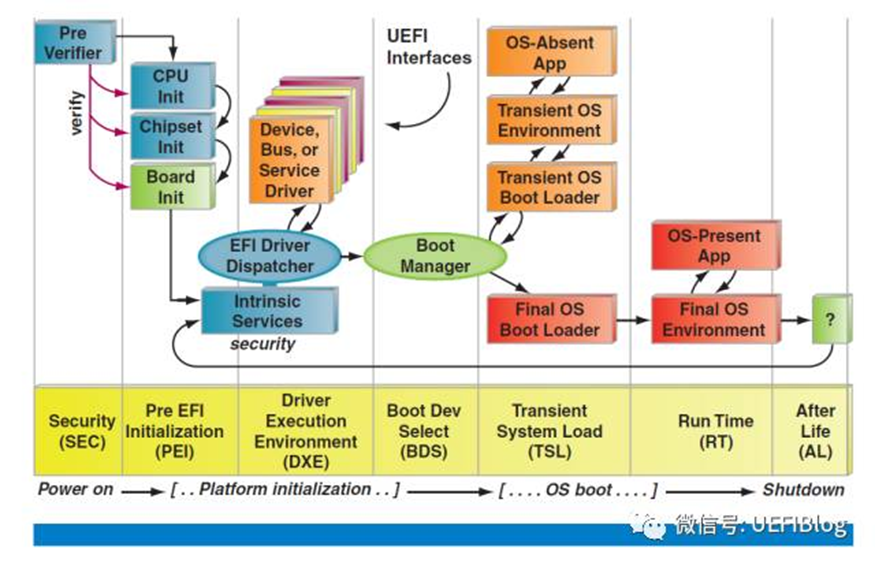 Pre
Verifier
verify
CPU
Init
Chipset
Init
Board
Init
Device,
Bus, or
Service
Driver
UEFI
Interfaces
EFI Driver
Dispatcher
Intrinsic
Services
security
Boot
Manager
OS-Absent
App
Transient OS
Environment
Transient OS
Boot Loader
Final OS
Boot Loader
OS-Present
App
Final OS
Environment
?
Security
(SEC)
Pre EFI
Initialization
(PEI)
Driver
Execution
Environment
(DXE)
Boot Dev
Select
(BDS)
Transient
System Load
(TSL)
Run Time
(RT)
After
Life
(AL)
Power on
[ . . Platform initialization . . ]
[ . . . . OS boot . . . . ]
Shutdown
微信号: UEFIBlog